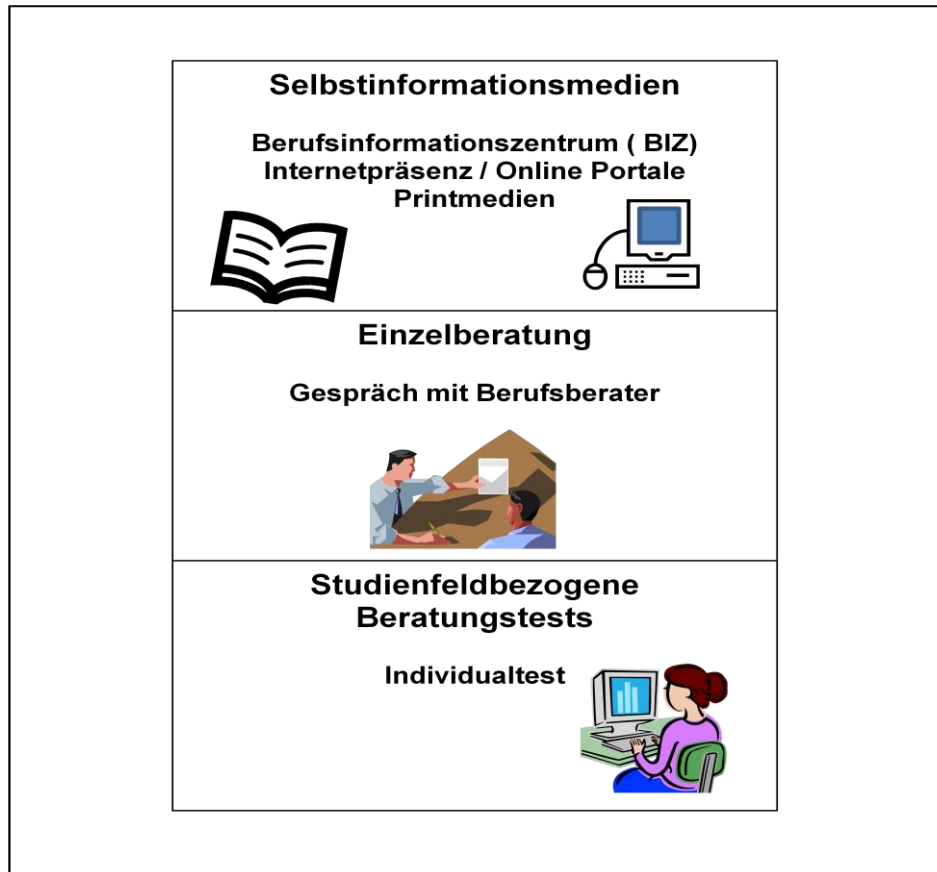 Selbstinformationsmedien
Berufsinformationszentrum ( BIZ)
Internetpräsenz / Online Portale
Printmedien
Einzelberatung
Gespräch mit Berufsberater
Studienfeldbezogene
Beratungstests
Individualtest